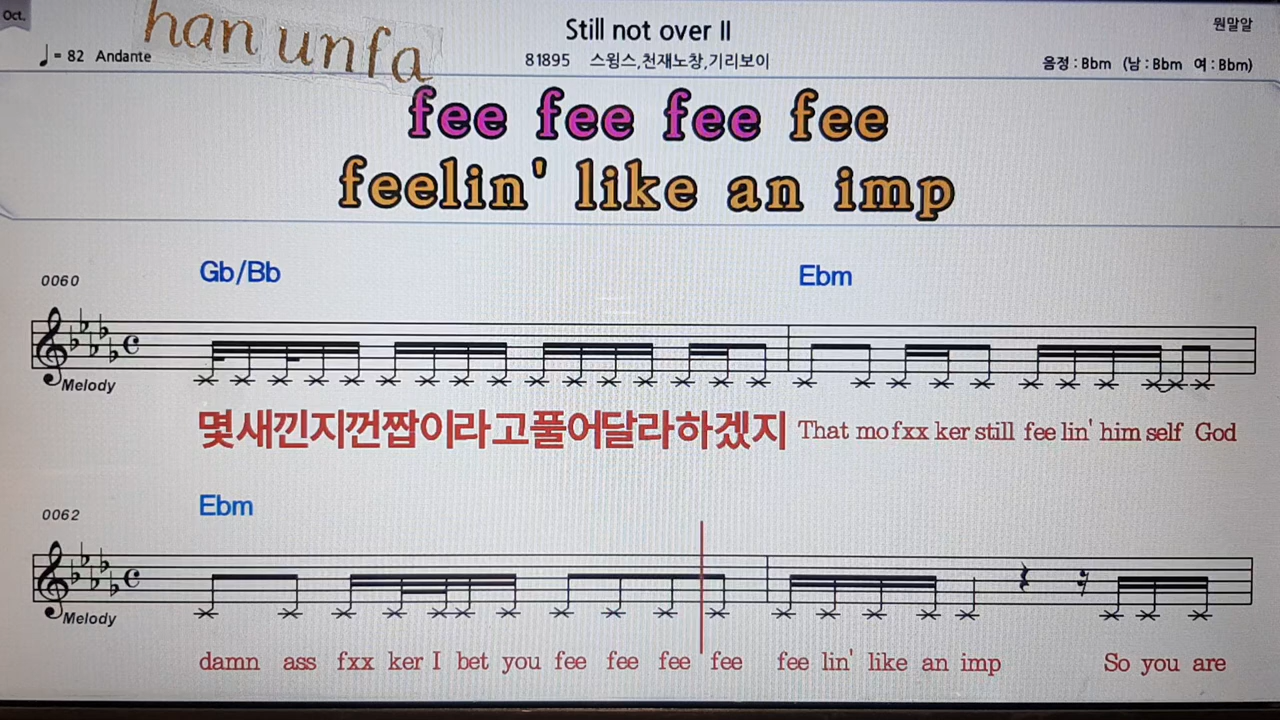 Oct.
han unfa
Still not over II
원말알
♩= 82 Andante
81895 스윙스,천재노창,기리보이
음정 : Bbm (남 : Bbm 여 : Bbm)
fee fee fee fee
feelin' like an imp
0060
Gb/Bb Ebm
Melody
몇새낀지껀짭이라고풀어달라하겠지 That mofxx ker still fee lin' him self God
0062
Ebm
Melody
damn ass fxx ker I bet you fee fee fee fee fee lin' like an imp So you are